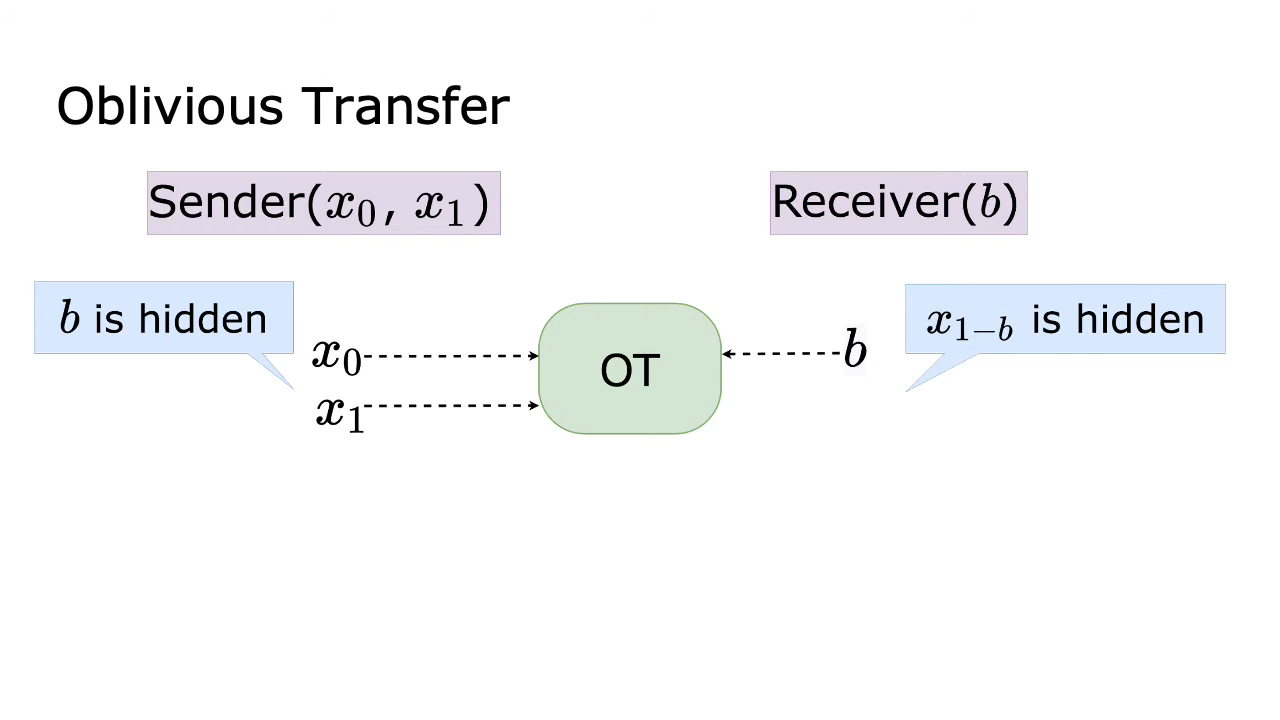 Oblivious Transfer
Sender(x₀, x₁)
Receiver(b)
b is hidden
x₁₋b is hidden
x₀
OT
b
x₁